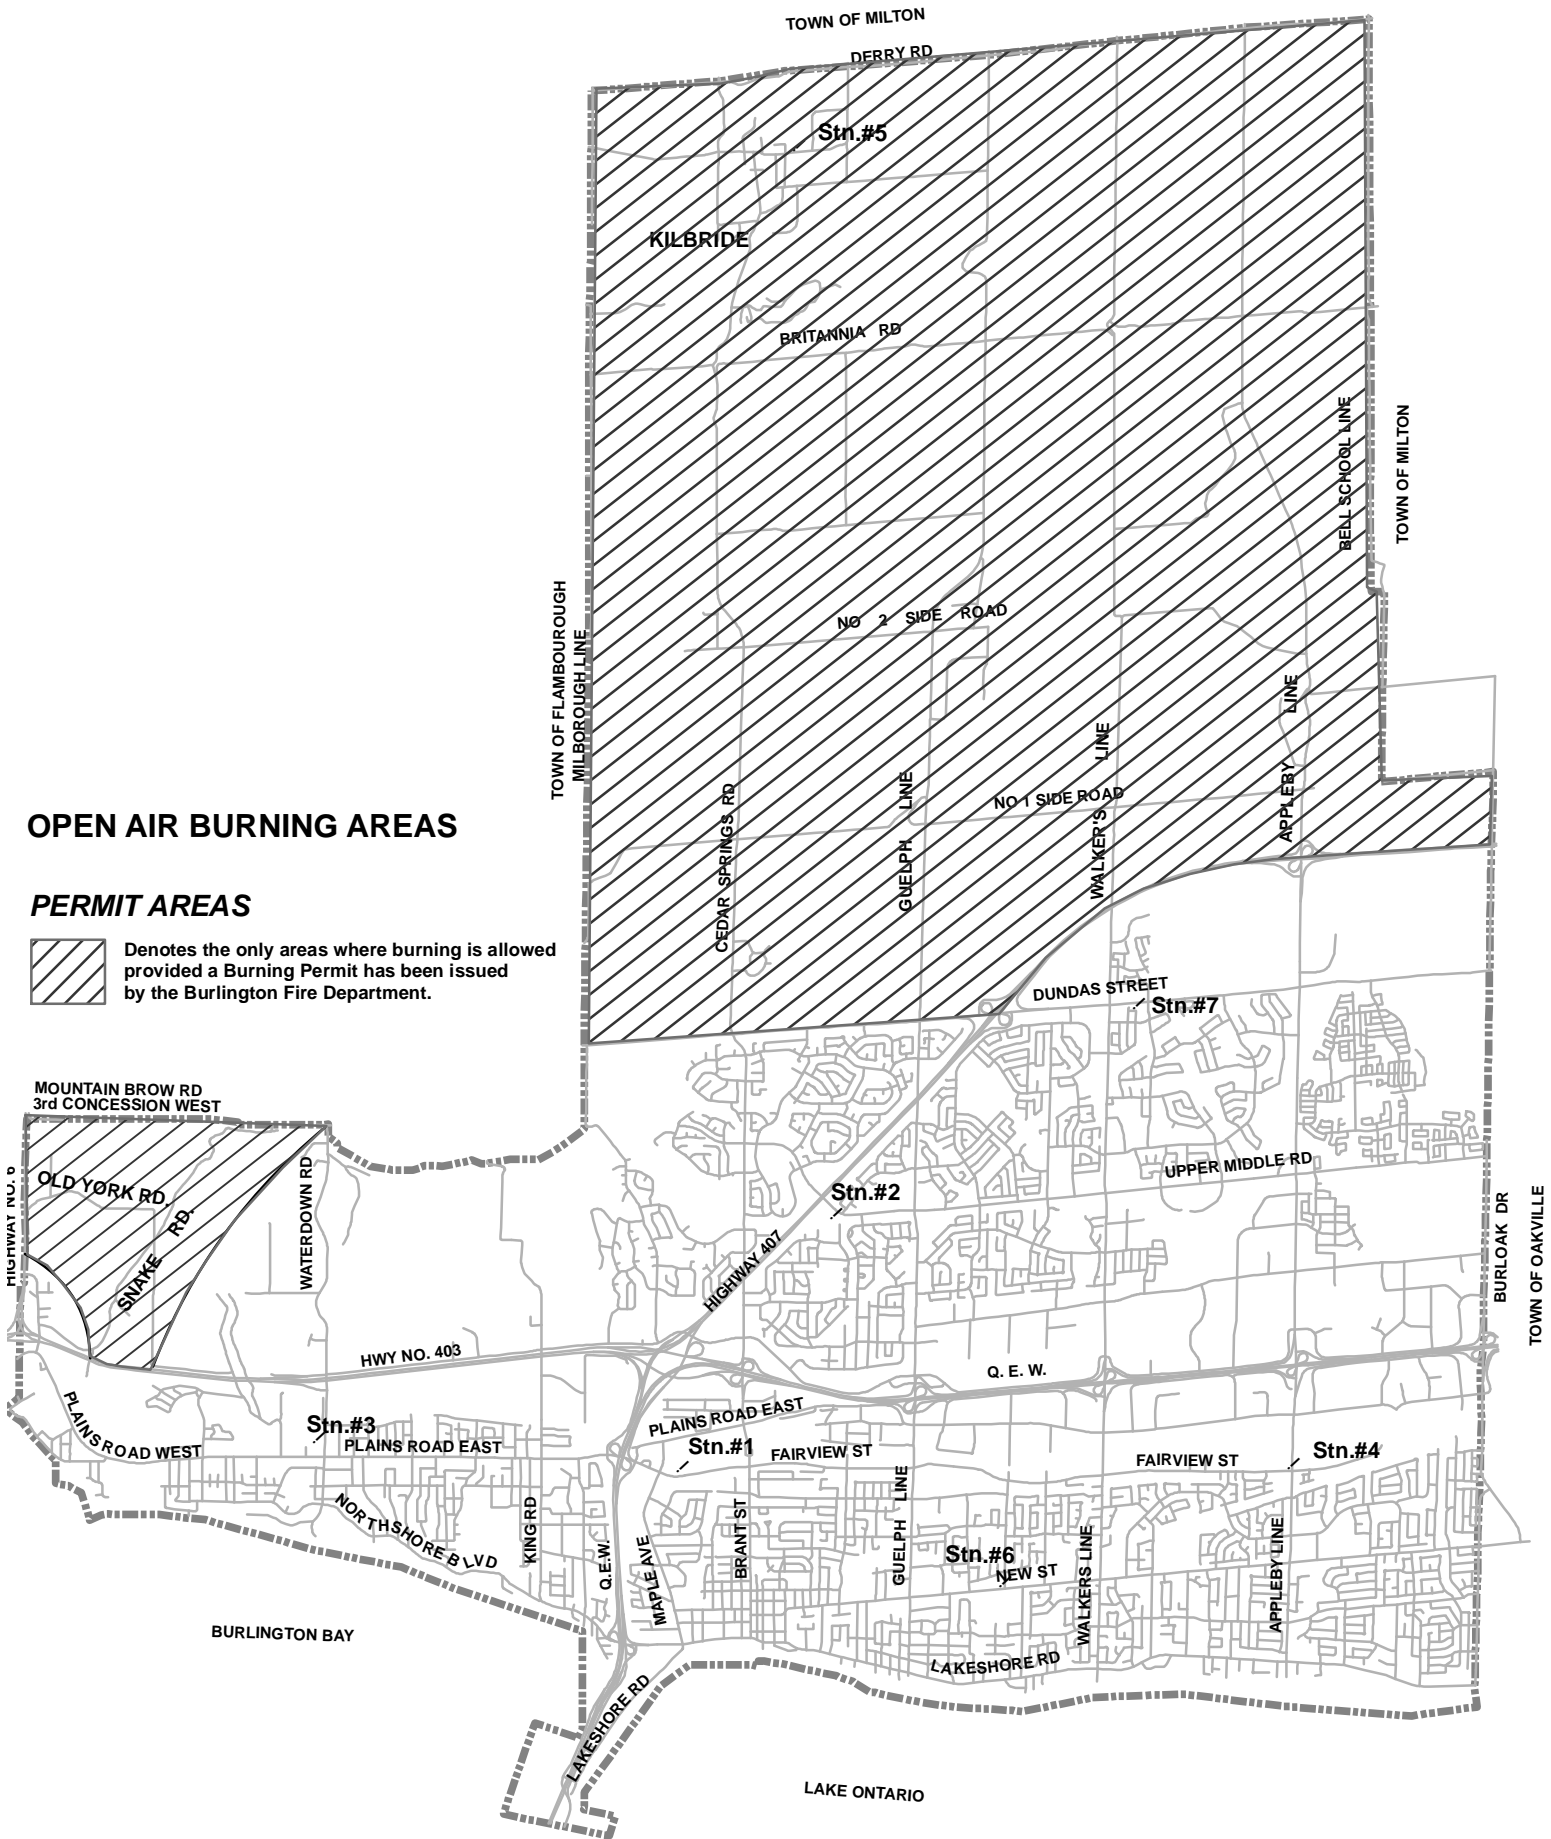 TOWN OF MILTON
DERRY RD
Stn.#5
KILBRIDE
BRITANNIA RD
BELL SCHOOL LINE
TOWN OF MILTON
TOWN OF FLAMBOUROUGH
MILBOROUGH LINE
NO 2 SIDE ROAD
CEDAR SPRINGS RD
GUELPH LINE
WALKER'S LINE
APPLEBY LINE
NO 1 SIDE ROAD
OPEN AIR BURNING AREAS
PERMIT AREAS
Denotes the only areas where burning is allowed
provided a Burning Permit has been issued
by the Burlington Fire Department.
DUNDAS STREET
Stn.#7
MOUNTAIN BROW RD
3rd CONCESSION WEST
HIGHWAY NO. 6
OLD YORK RD.
SNAKE RD.
WATERDOWN RD
Stn.#2
UPPER MIDDLE RD
HIGHWAY 407
BURLOAK DR
TOWN OF OAKVILLE
HWY NO. 403
Q. E. W.
PLAINS ROAD WEST
Stn.#3
PLAINS ROAD EAST
PLAINS ROAD EAST
Stn.#1
FAIRVIEW ST
FAIRVIEW ST
Stn.#4
NORTHSHORE BLVD
KING RD
Q.E.W.
MAPLE AVE
BRANT ST
GUELPH LINE
Stn.#6
NEW ST
WALKERS LINE
APPLEBY LINE
BURLINGTON BAY
LAKESHORE RD
LAKESHORE RD
LAKE ONTARIO